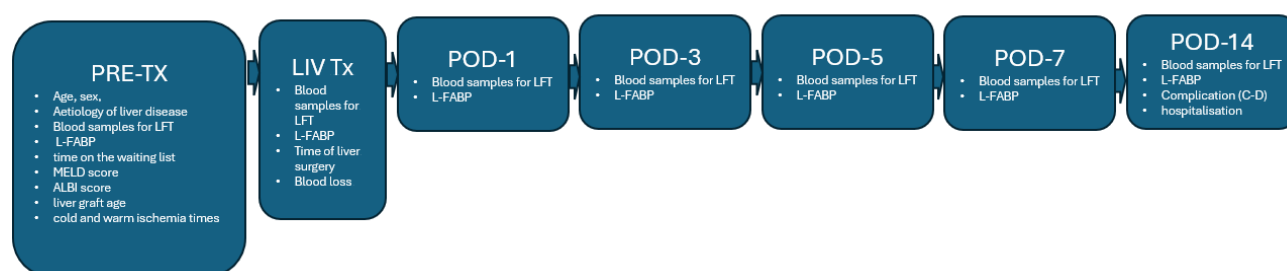 PRE-TX
• Age, sex,
• Aetiology of liver disease
• Blood samples for LFT
• L-FABP
• time on the waiting list
• MELD score
• ALBI score
• liver graft age
• cold and warm ischemia times
LIV Tx
• Blood
samples for
LFT
• L-FABP
• Time of liver
surgery
• Blood loss
POD-1
• Blood samples for LFT
• L-FABP
POD-3
• Blood samples for LFT
• L-FABP
POD-5
• Blood samples for LFT
• L-FABP
POD-7
• Blood samples for LFT
• L-FABP
POD-14
• Blood samples for LFT
• L-FABP
• Complication (C-D)
• hospitalisation